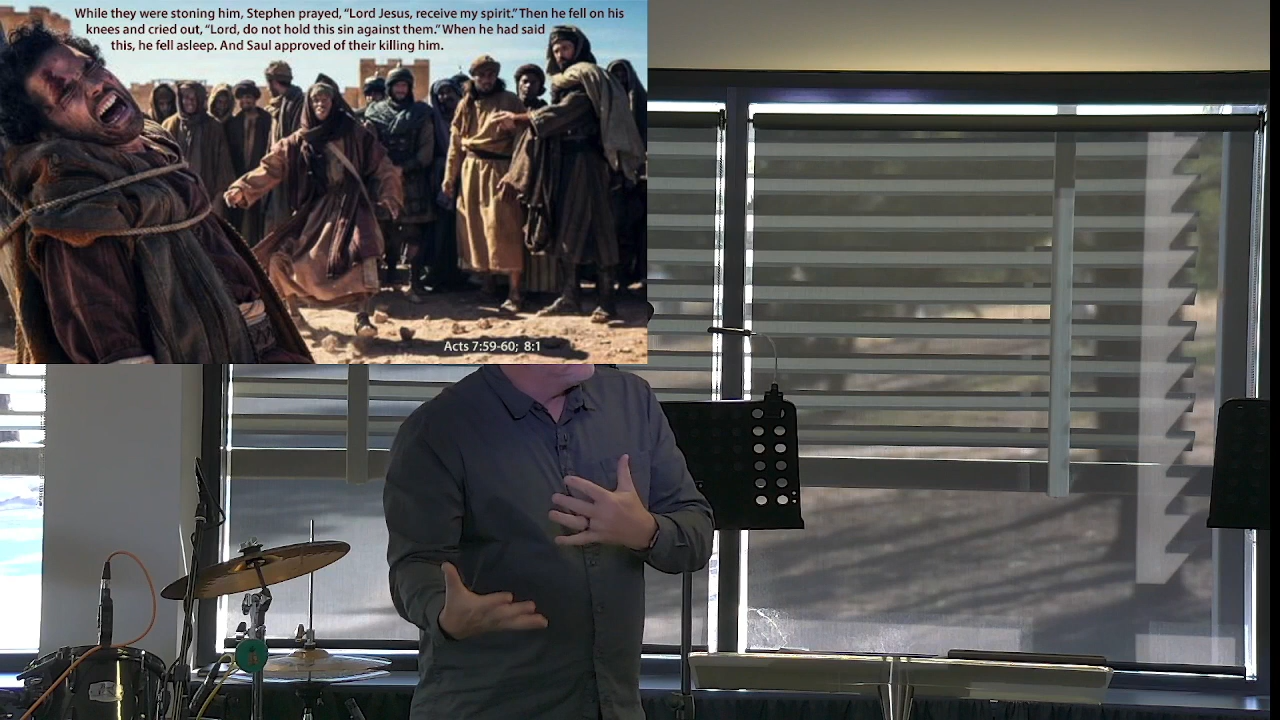 While they were stoning him, Stephen prayed, “Lord Jesus, receive my spirit.” Then he fell on his
knees and cried out, “Lord, do not hold this sin against them.” When he had said
this, he fell asleep. And Saul approved of their killing him.
Acts 7:59-60; 8:1